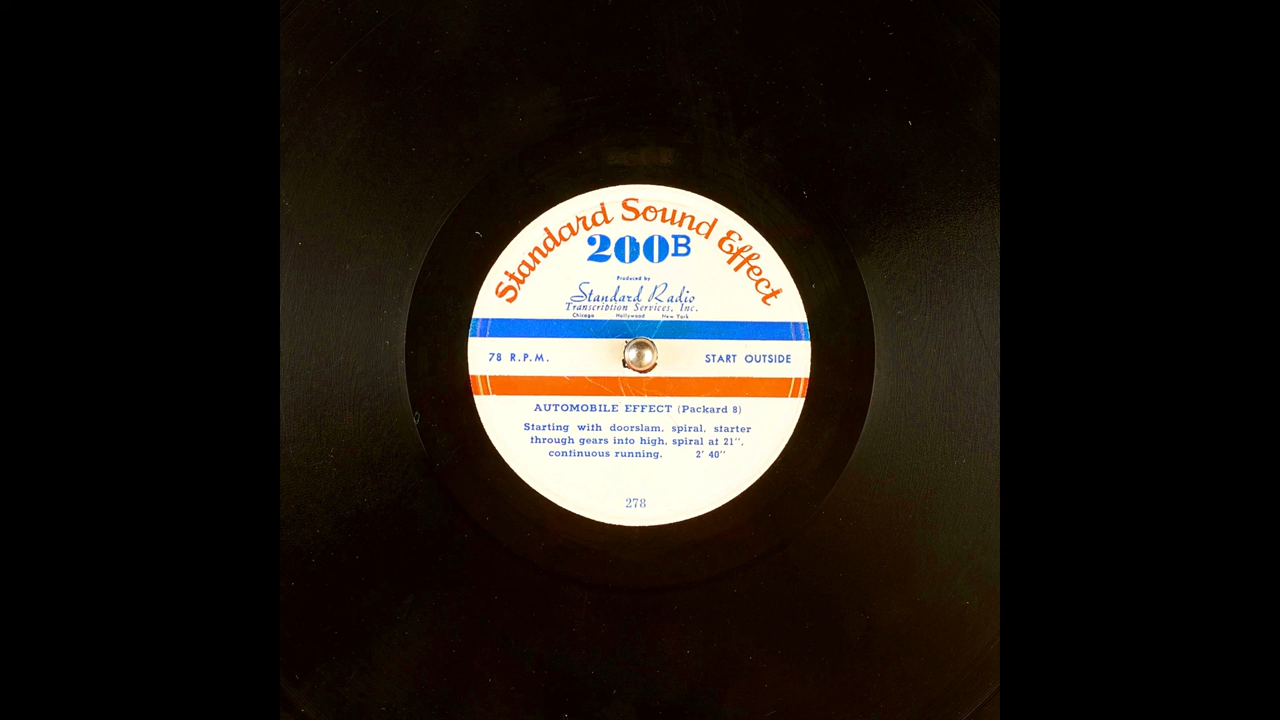 Standard Sound Effect
200B
Produced by
Standard Radio
Transcription Services, Inc.
Chicago Hollywood New York
78 R.P.M. START OUTSIDE
AUTOMOBILE EFFECT (Packard 8)
Starting with doorslam, spiral, starter
through gears into high, spiral at 21",
continuous running. 2' 40"
278